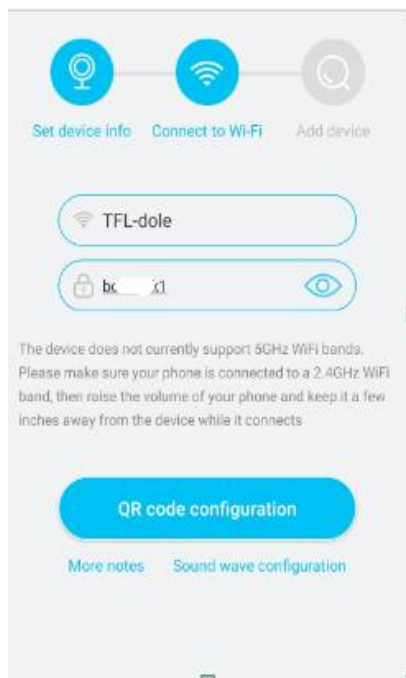 Set device info Connect to Wi-Fi Add device
TFL-dole
The device does not currently support 5GHz WiFi bands.
Please make sure your phone is connected to a 2.4GHz WiFi
band, then raise the volume of your phone and keep it a few
inches away from the device while it connects
QR code configuration
More notes Sound wave configuration